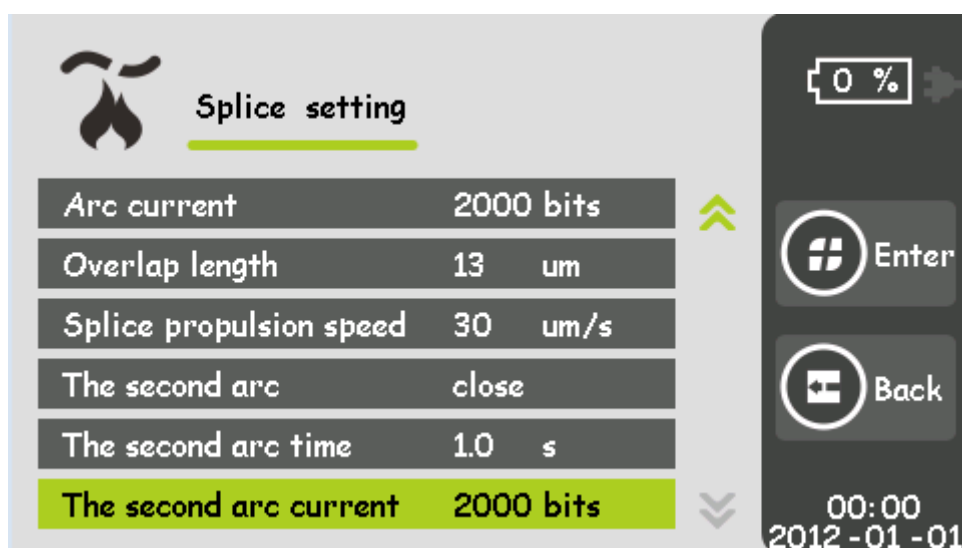 Splice setting
Arc current 2000 bits
Overlap length 13 um
Splice propulsion speed 30 um/s
The second arc close
The second arc time 1.0 s
The second arc current 2000 bits
0 %
Enter
Back
00:00
2012-01-01